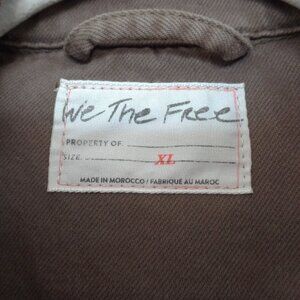 We The Free
PROPERTY OF
SIZE XL
MADE IN MOROCCO / FABRIQUE AU MAROC